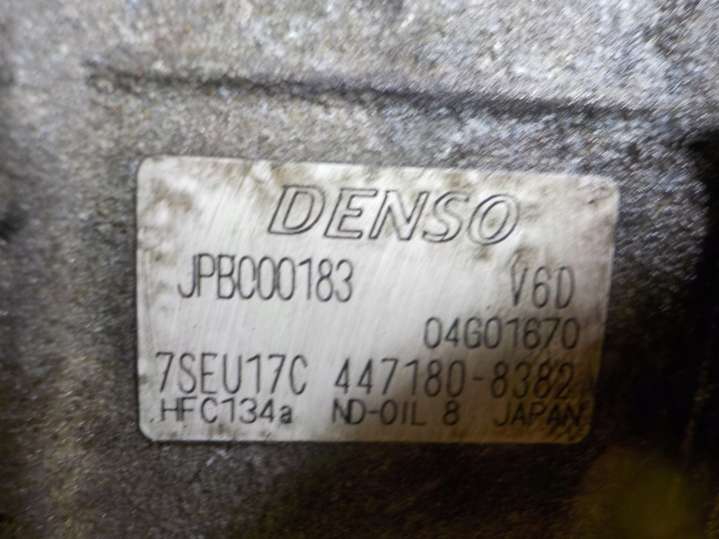 DENSO
JPB000183 V6D
04G01670
7SEU17C 447180-8382
HFC134a ND-OIL 8 JAPAN